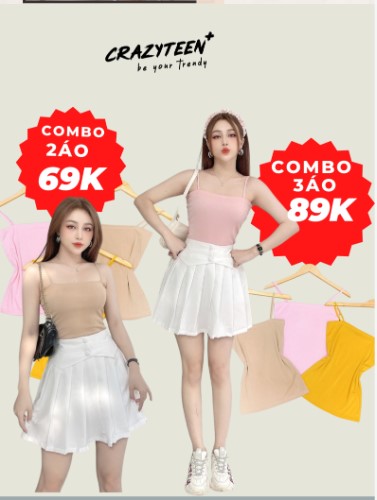 CRAZYTEEN+
be your trendy
COMBO
2ÁO
69K
COMBO
3ÁO
89K